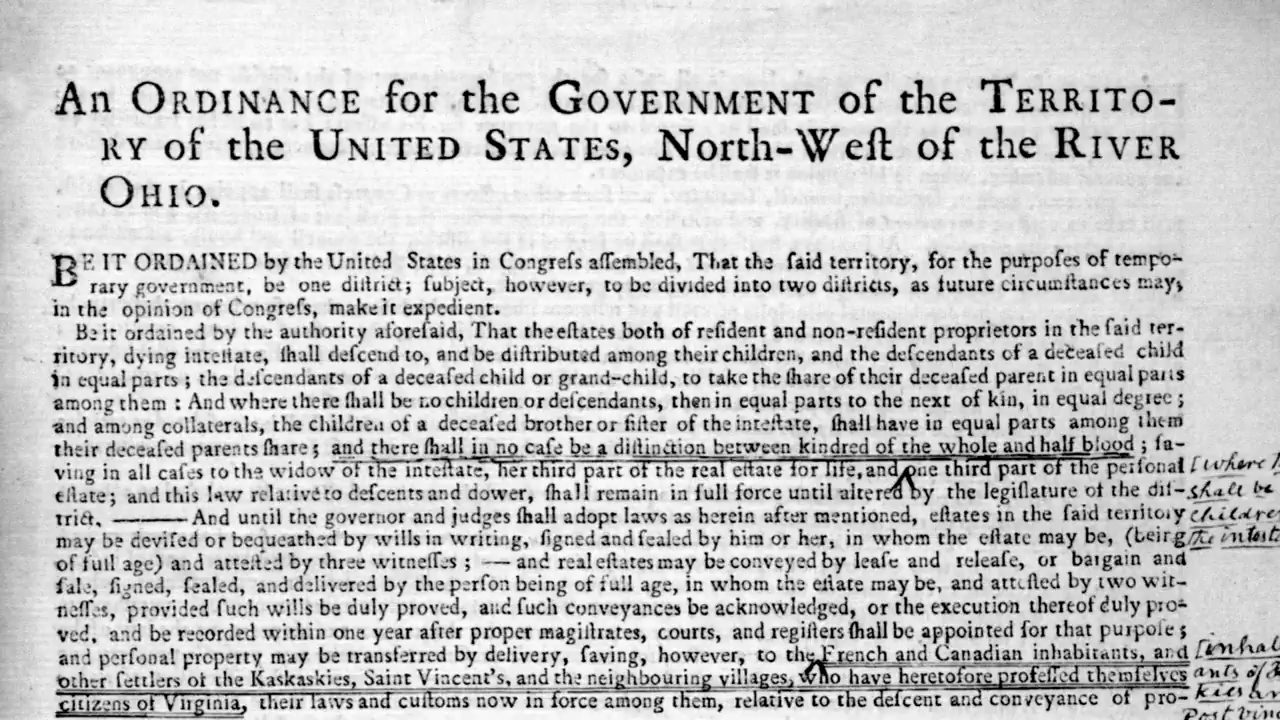 An ORDINANCE for the GOVERNMENT of the TERRITO-
RY of the UNITED STATES, North-Weſt of the RIVER
OHIO.
BE IT ORDAINED by the United States in Congreſs aſſembled, That the ſaid territory, for the purpoſes of tempo-
rary government, be one diſtrict; ſubject, however, to be divided into two diſtricts, as future circumſtances may,
in the opinion of Congreſs, make it expedient.
Be it ordained by the authority aforeſaid, That the eſtates both of reſident and non-reſident proprietors in the ſaid ter-
ritory, dying inteſtate, ſhall deſcend to, and be diſtributed among their children, and the deſcendants of a deceaſed child
in equal parts; the deſcendants of a deceaſed child or grand-child, to take the ſhare of their deceaſed parent in equal parts
among them: And where there ſhall be no children or deſcendants, then in equal parts to the next of kin, in equal degree;
and among collaterals, the children of a deceaſed brother or ſiſter of the inteſtate, ſhall have in equal parts among them
their deceaſed parents ſhare; and there ſhall in no caſe be a diſtinction between kindred of the whole and half blood; ſa-
ving in all caſes to the widow of the inteſtate, her third part of the real eſtate for life, and one third part of the perſonal [where
eſtate; and this law relative to deſcents and dower, ſhall remain in full force until altered by the legiſlature of the diſ- shall be
trict. ——— And until the governor and judges ſhall adopt laws as herein after mentioned, eſtates in the ſaid territory children
may be deviſed or bequeathed by wills in writing, ſigned and ſealed by him or her, in whom the eſtate may be, (being the intesta
of full age) and atteſted by three witneſſes; — and real eſtates may be conveyed by leaſe and releaſe, or bargain and
ſale, ſigned, ſealed, and delivered by the perſon being of full age, in whom the eſtate may be, and atteſted by two wit-
neſſes, provided ſuch wills be duly proved, and ſuch conveyances be acknowledged, or the execution thereof duly pro-
ved, and be recorded within one year after proper magiſtrates, courts, and regiſters ſhall be appointed for that purpoſe;
and perſonal property may be transferred by delivery, ſaving, however, to the French and Canadian inhabitants, and [inhabi
other ſettlers of the Kaskaskies, Saint Vincent's, and the neighbouring villages, who have heretofore profeſſed themſelves ants of
citizens of Virginia, their laws and cuſtoms now in force among them, relative to the deſcent and conveyance of pro- kies an
Post Vin